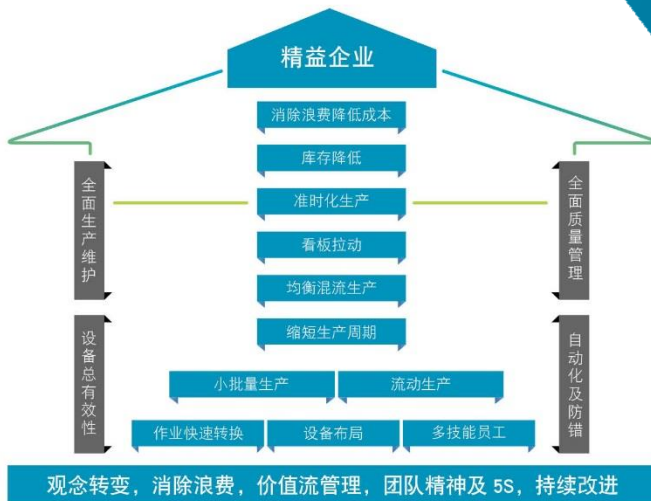 精益企业
消除浪费降低成本
库存降低
准时化生产
看板拉动
均衡混流生产
缩短生产周期
小批量生产
流动生产
作业快速转换
设备布局
多技能员工
全面生产维护
设备总有效性
全面质量管理
自动化及防错
观念转变，消除浪费，价值流管理，团队精神及 5S，持续改进